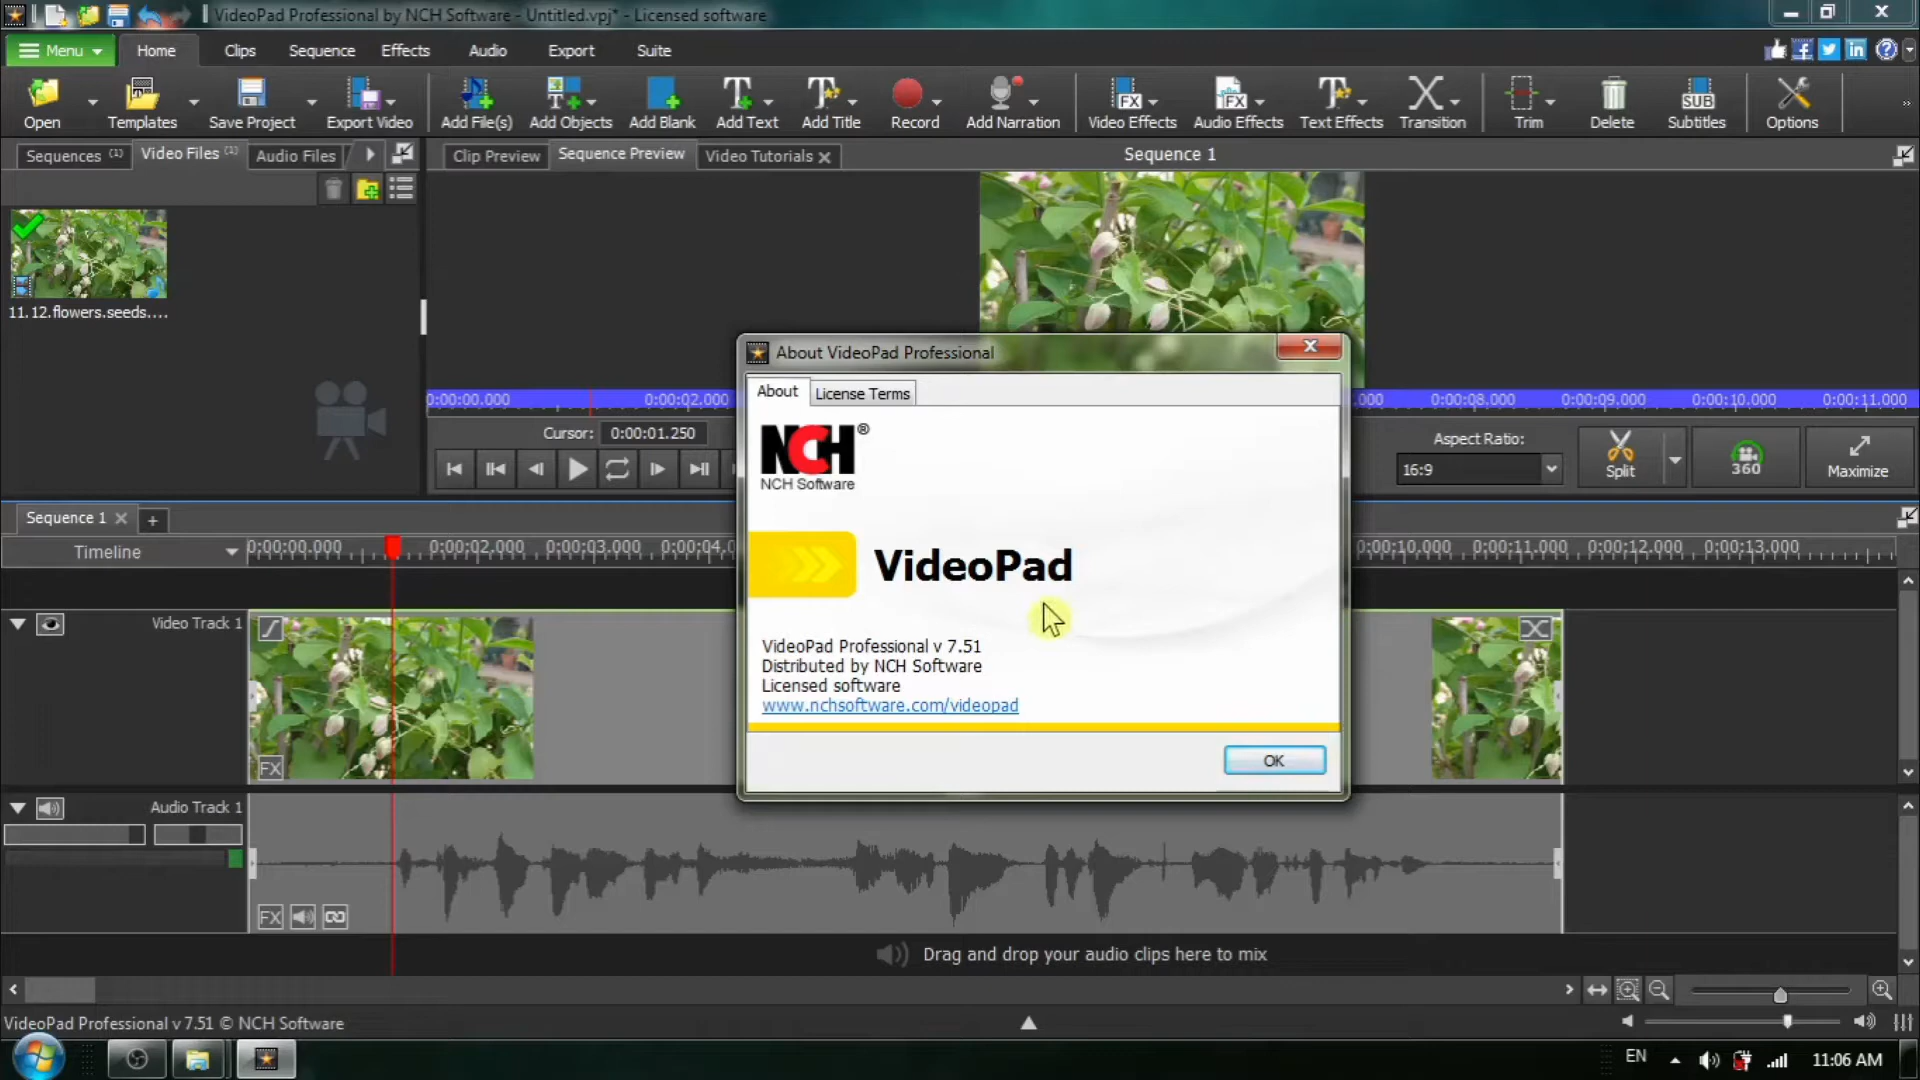 VideoPad Professional by NCH Software - Untitled.vpj* - Licensed software
Menu Home Clips Sequence Effects Audio Export Suite
Open Templates Save Project Export Video Add File(s) Add Objects Add Blank Add Text Add Title Record Add Narration Video Effects Audio Effects Text Effects Transition Trim Delete Subtitles Options
Sequences (1) Video Files (1) Audio Files Clip Preview Sequence Preview Video Tutorials Sequence 1
11.12.flowers.seeds....
0:00:00.000 0:00:02.000 0:00:08.000 0:00:09.000 0:00:10.000 0:00:11.000
Cursor: 0:00:01.250
Aspect Ratio:
16:9
Split
360
Maximize
About VideoPad Professional
About License Terms
NCH®
NCH Software
VideoPad
VideoPad Professional v 7.51
Distributed by NCH Software
Licensed software
www.nchsoftware.com/videopad
OK
Sequence 1
Timeline 0:00:00.000 0:00:02.000 0:00:03.000 0:00:04.0 0:00:10.000 0:00:11.000 0:00:12.000 0:00:13.000
Video Track 1
FX
Audio Track 1
FX
Drag and drop your audio clips here to mix
VideoPad Professional v 7.51 © NCH Software
EN 11:06 AM